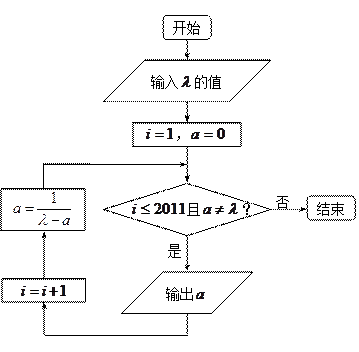 开始
输入 λ 的值
i=1，a=0
i≤2011且a≠λ？
否
结束
是
输出a
i=i+1
a=1/(λ-a)